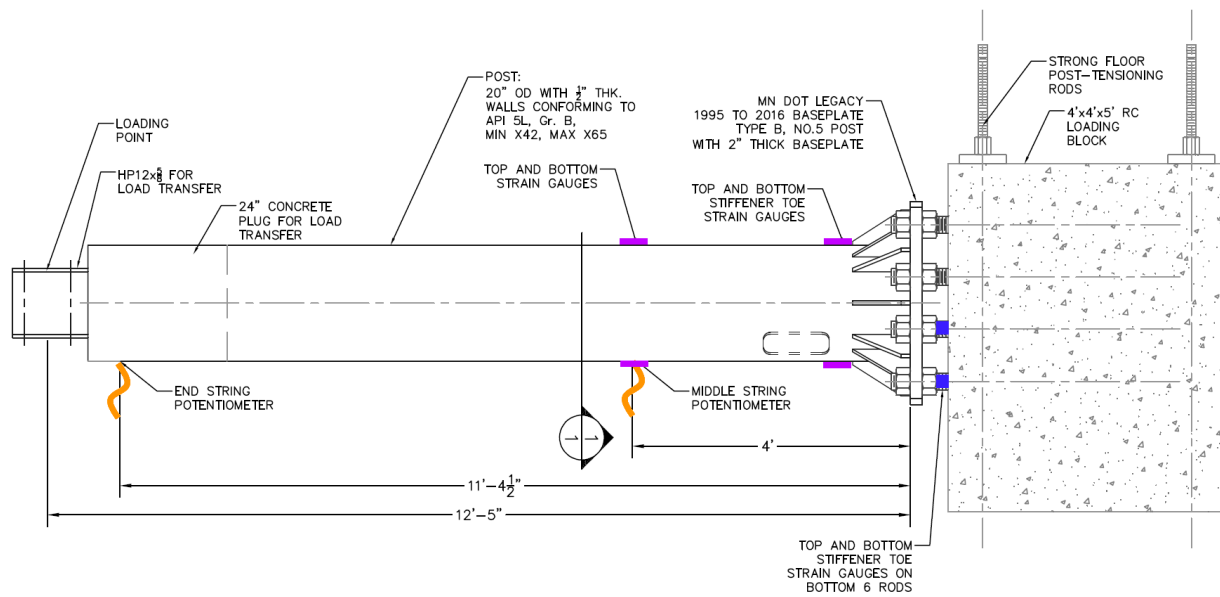 POST:
20" OD WITH 1/2" THK.
WALLS CONFORMING TO
API 5L, Gr. B,
MIN X42, MAX X65
LOADING
POINT
HP12x5/8 FOR
LOAD TRANSFER
24" CONCRETE
PLUG FOR LOAD
TRANSFER
TOP AND BOTTOM
STRAIN GAUGES
MN DOT LEGACY
1995 TO 2016 BASEPLATE
TYPE B, NO.5 POST
WITH 2" THICK BASEPLATE
TOP AND BOTTOM
STIFFENER TOE
STRAIN GAUGES
STRONG FLOOR
POST-TENSIONING
RODS
4'x4'x5' RC
LOADING
BLOCK
END STRING
POTENTIOMETER
MIDDLE STRING
POTENTIOMETER
1 1
4'
11'-4 1/2"
12'-5"
TOP AND BOTTOM
STIFFENER TOE
STRAIN GAUGES ON
BOTTOM 6 RODS